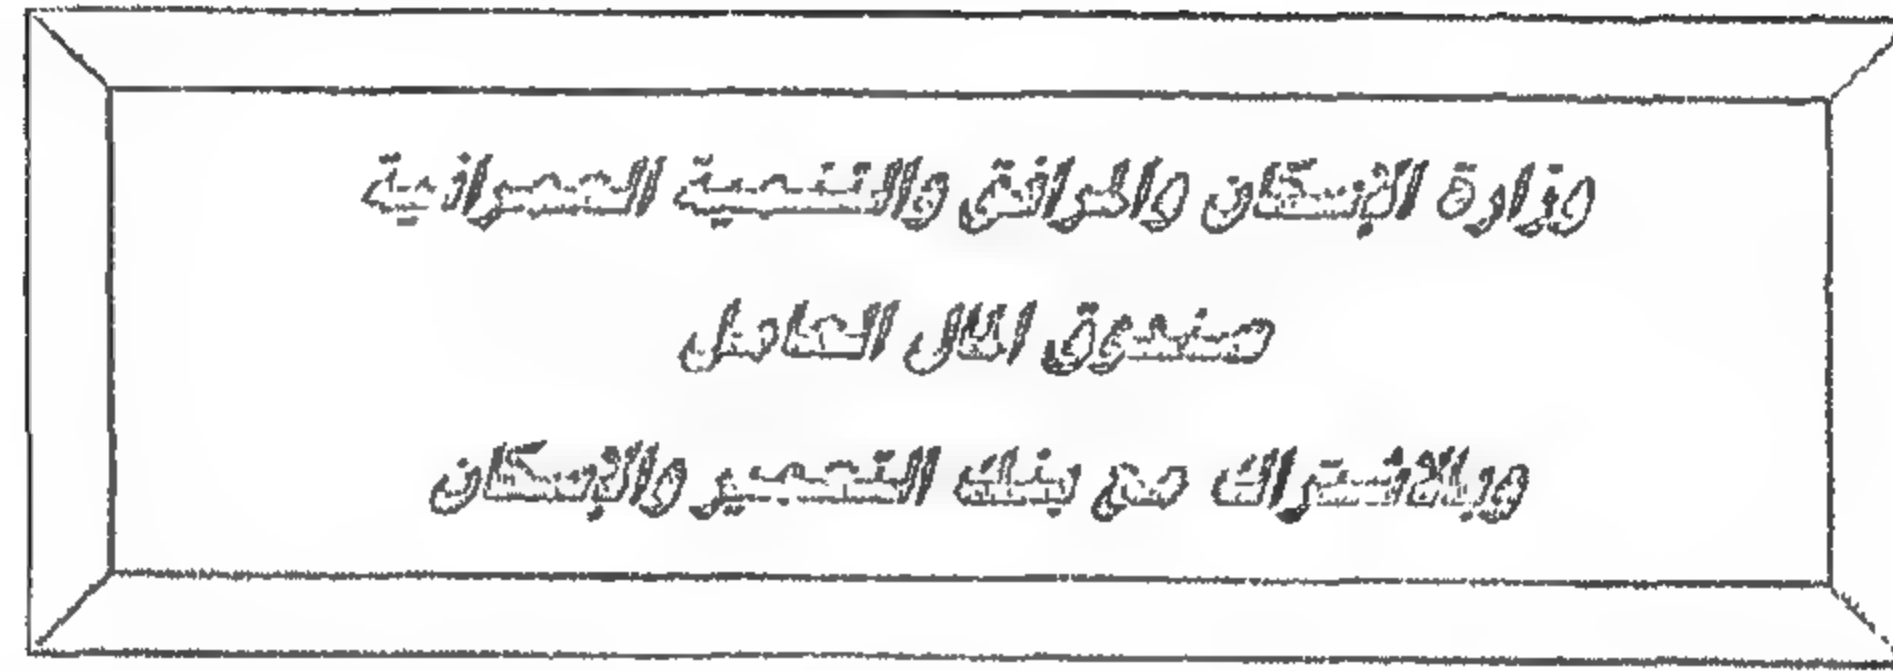 وزارة الإسكان والمرافق والتنمية العمرانية
صندوق المال العامل
وبالاشتراك مع بنك التعمير والإسكان